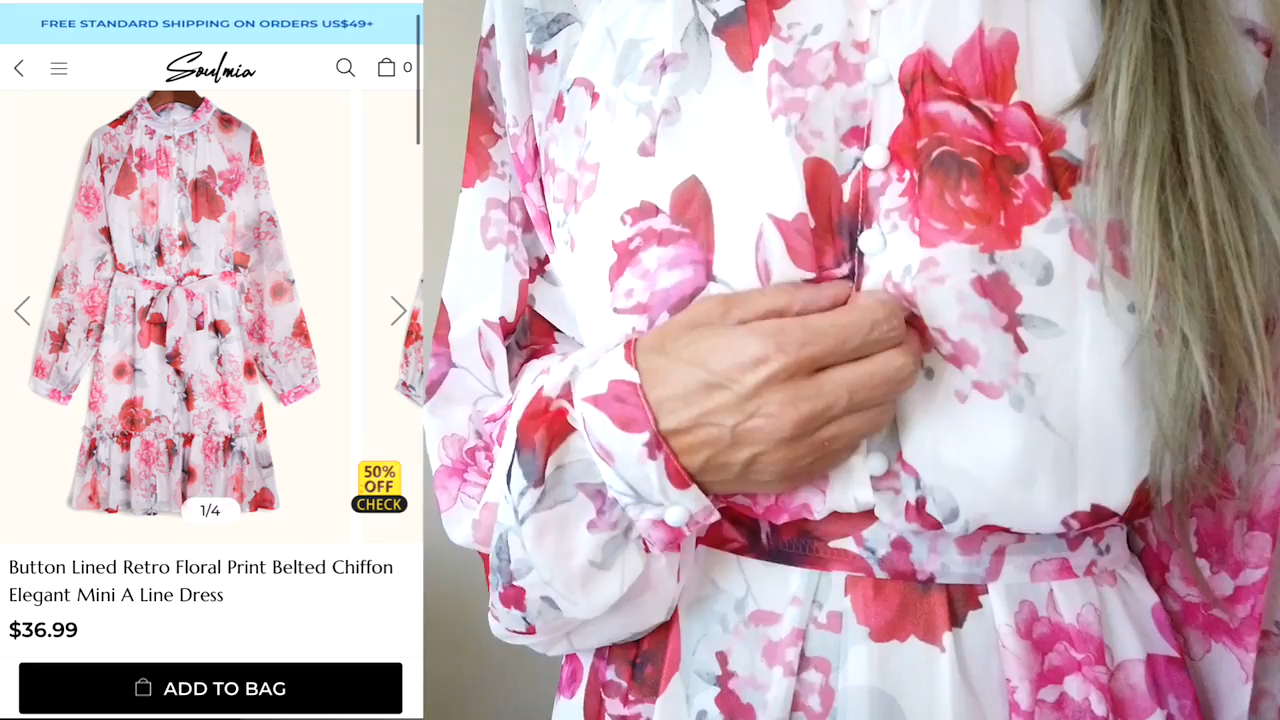 FREE STANDARD SHIPPING ON ORDERS US$49+
Soulmia
0
50%
OFF
CHECK
1/4
Button Lined Retro Floral Print Belted Chiffon
Elegant Mini A Line Dress
$36.99
ADD TO BAG